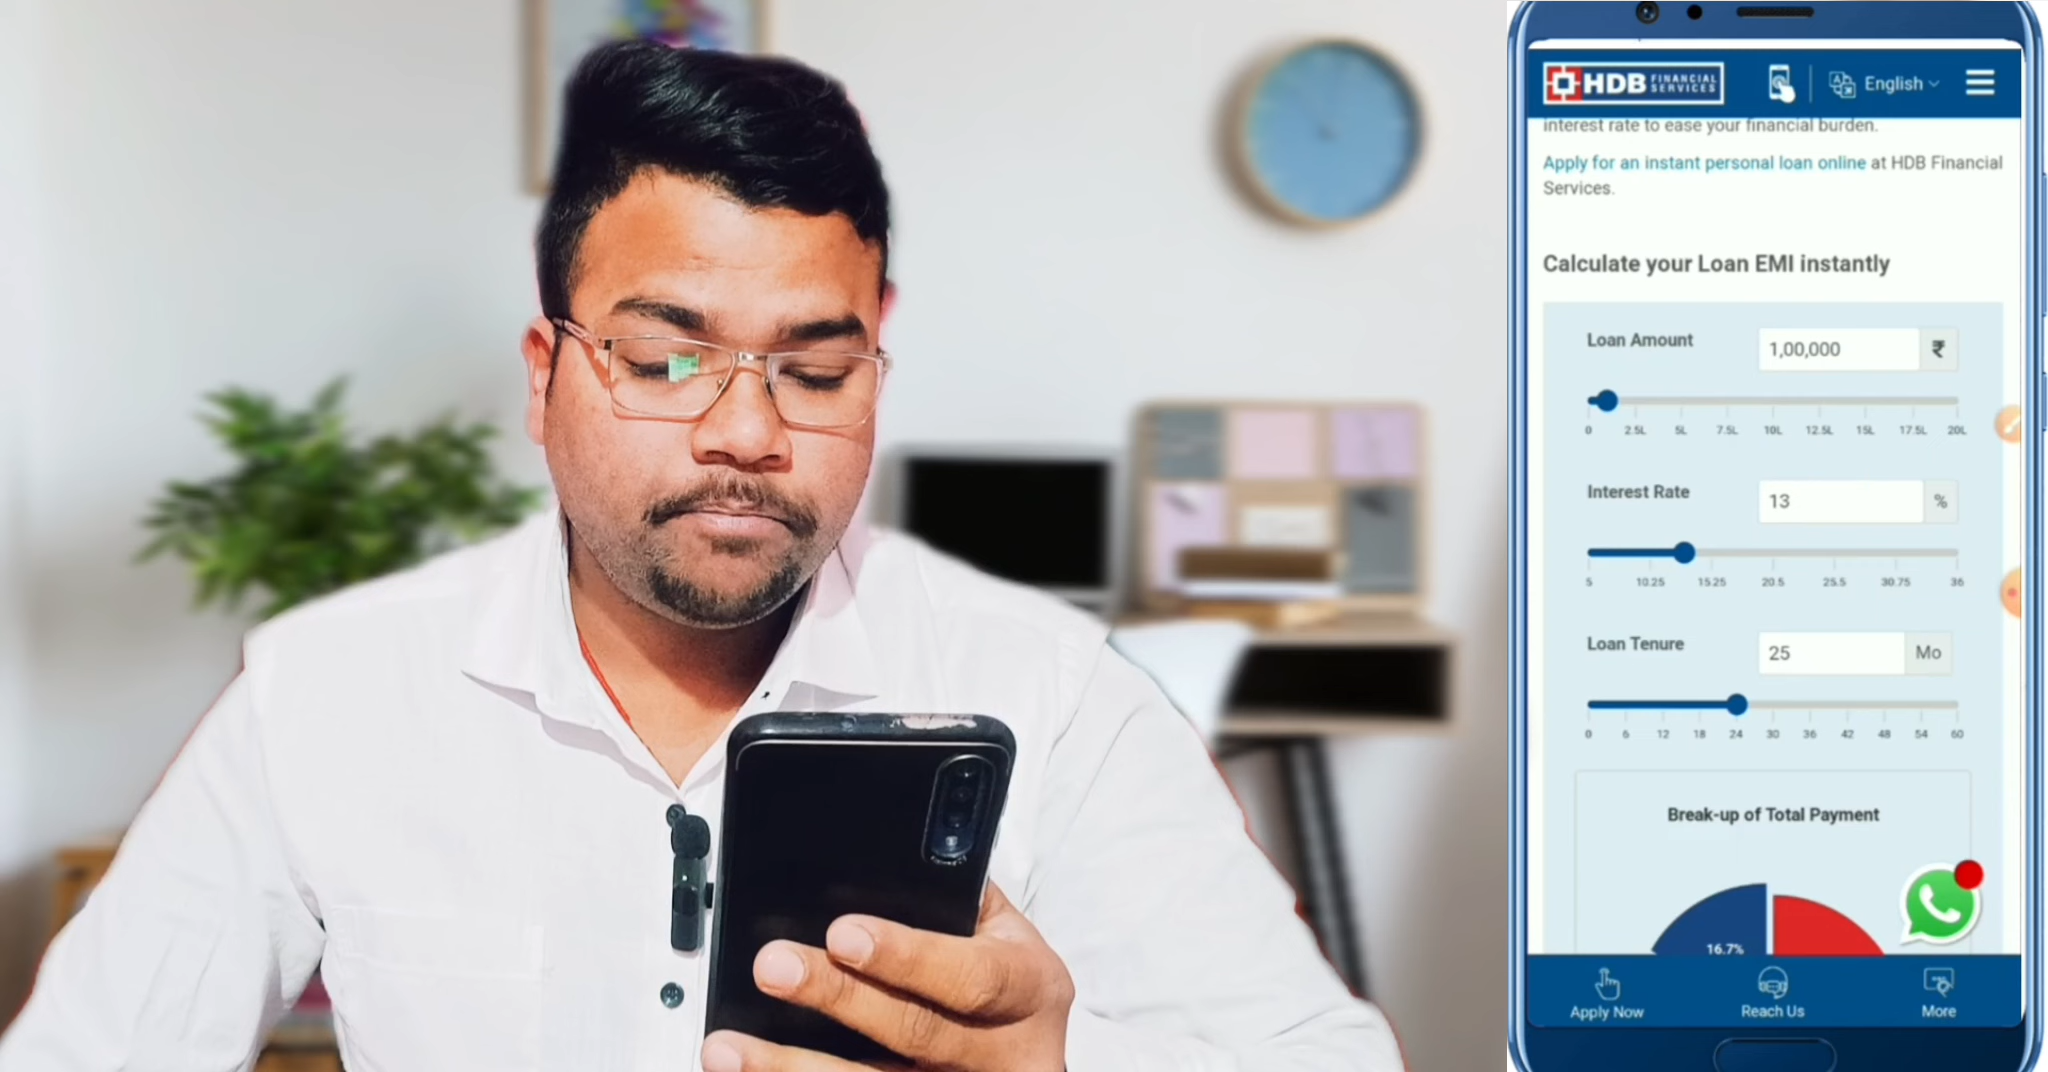 HDB FINANCIAL
SERVICES
English
interest rate to ease your financial burden.
Apply for an instant personal loan online at HDB Financial
Services.
Calculate your Loan EMI instantly
Loan Amount
1,00,000 ₹
0 2.5L 5L 7.5L 10L 12.5L 15L 17.5L 20L
Interest Rate
13 %
5 10.25 15.25 20.5 25.5 30.75 36
Loan Tenure
25 Mo
0 6 12 18 24 30 36 42 48 54 60
Break-up of Total Payment
16.7%
Apply Now
Reach Us
More